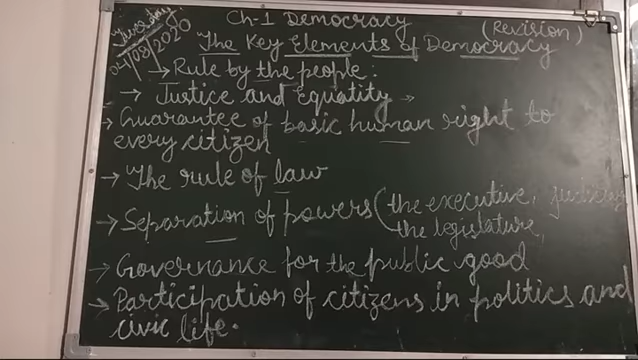 Tuesday.
04/08/2020
Ch-1 Democracy
(Revision)
The Key Elements of Democracy
→ Rule by the people:
→ Justice and Equality →
→ Guarantee of basic human right to
every citizen
→ The rule of law
→ Separation of powers (the executive,
the legislature,
→ Governance for the public good
→ Participation of citizens in politics and
civic life.